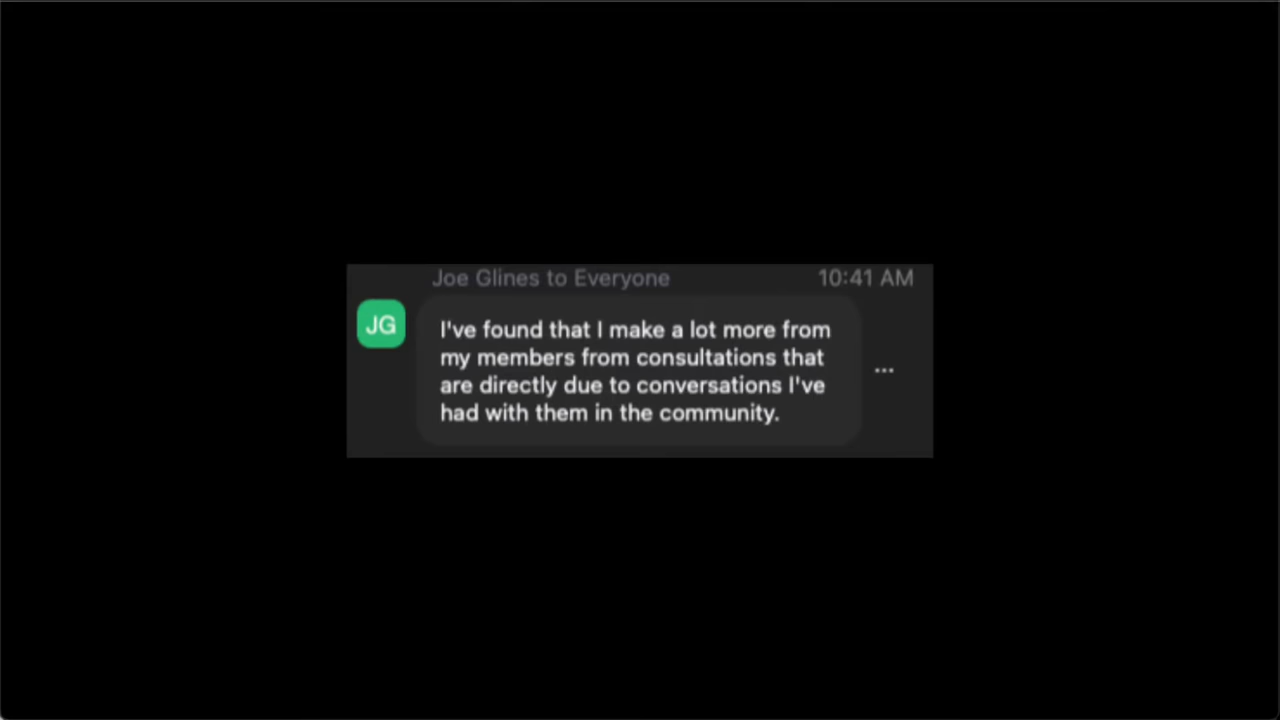 Joe Glines to Everyone 10:41 AM
JG
I've found that I make a lot more from
my members from consultations that
are directly due to conversations I've
had with them in the community.